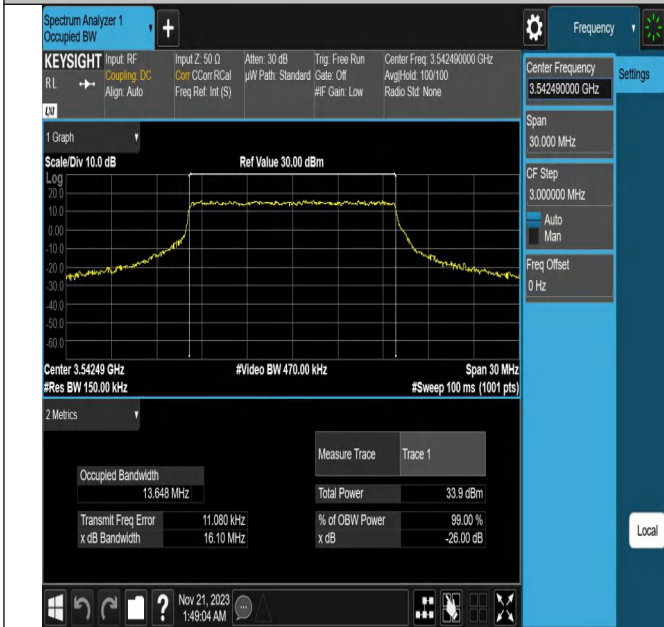 Spectrum Analyzer 1
Occupied BW
Frequency
KEYSIGHT Input: RF Input Z: 50 Ω Atten: 30 dB Trig: Free Run Center Freq: 3.542490000 GHz
RL Coupling: DC Corr CCorr RCal µW Path: Standard Gate: Off Avg|Hold: 100/100
Align: Auto Freq Ref: Int (S) #IF Gain: Low Radio Std: None
LXI
Center Frequency
3.542490000 GHz
Settings
Span
30.000 MHz
CF Step
3.000000 MHz
Auto
Man
Freq Offset
0 Hz
1 Graph
Scale/Div 10.0 dB Ref Value 30.00 dBm
Log
20.0
10.0
0.00
-10.0
-20.0
-30.0
-40.0
-50.0
-60.0
Center 3.54249 GHz #Video BW 470.00 kHz Span 30 MHz
#Res BW 150.00 kHz #Sweep 100 ms (1001 pts)
2 Metrics
Measure Trace Trace 1
Occupied Bandwidth
13.648 MHz
Total Power 33.9 dBm
Transmit Freq Error 11.080 kHz % of OBW Power 99.00 %
x dB Bandwidth 16.10 MHz x dB -26.00 dB
Local
? Nov 21, 2023
1:49:04 AM